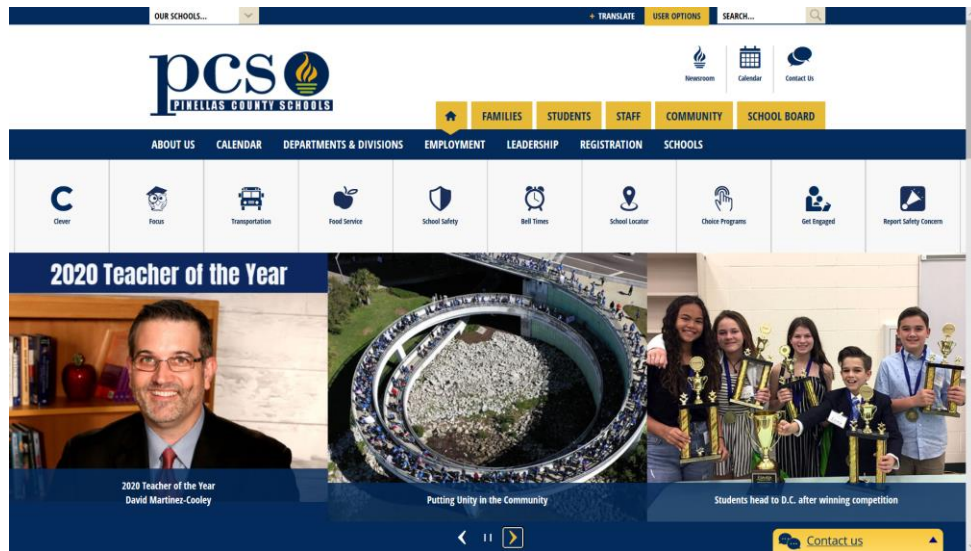 OUR SCHOOLS...
+ TRANSLATE
USER OPTIONS
SEARCH...
pcs
PINELLAS COUNTY SCHOOLS
Newsroom
Calendar
Contact Us
FAMILIES
STUDENTS
STAFF
COMMUNITY
SCHOOL BOARD
ABOUT US
CALENDAR
DEPARTMENTS & DIVISIONS
EMPLOYMENT
LEADERSHIP
REGISTRATION
SCHOOLS
Clever
Focus
Transportation
Food Service
School Safety
Bell Times
School Locator
Choice Programs
Get Engaged
Report Safety Concern
2020 Teacher of the Year
2020 Teacher of the Year
David Martinez-Cooley
Putting Unity in the Community
Students head to D.C. after winning competition
Contact us